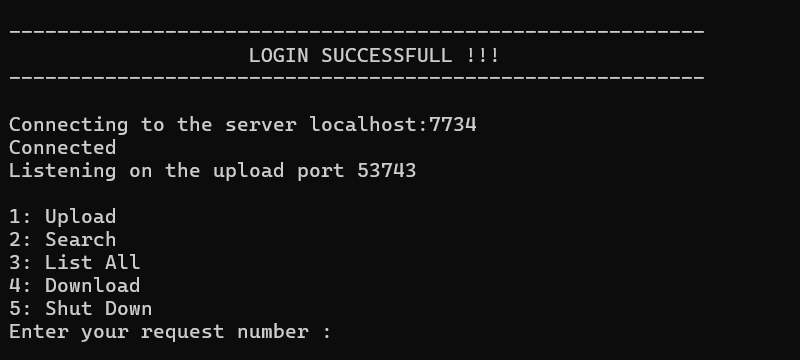 ----------------------------------------------------------
LOGIN SUCCESSFULL !!!
----------------------------------------------------------
Connecting to the server localhost:7734
Connected
Listening on the upload port 53743
1: Upload
2: Search
3: List All
4: Download
5: Shut Down
Enter your request number :